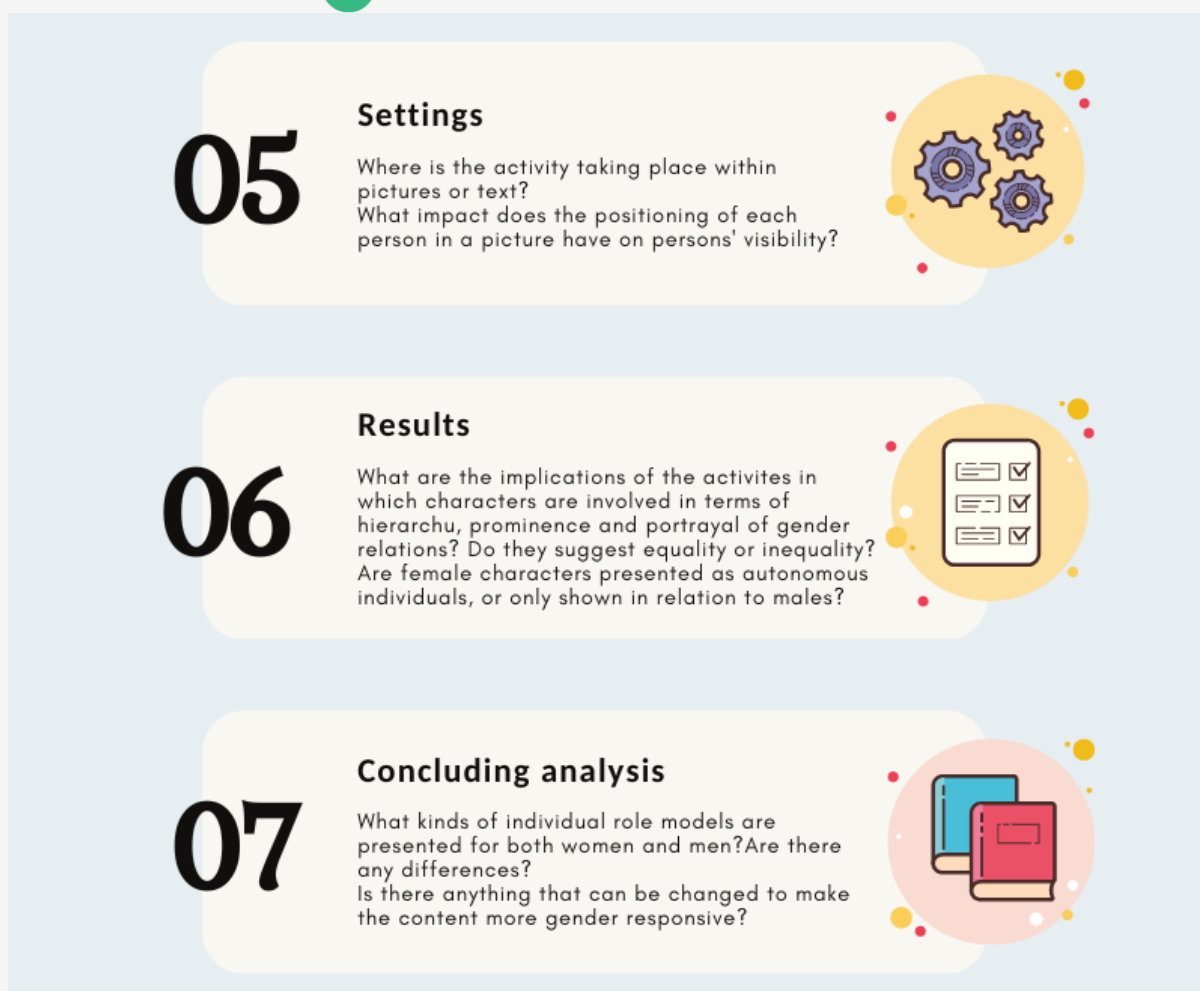 05
Settings
Where is the activity taking place within
pictures or text?
What impact does the positioning of each
person in a picture have on persons' visibility?
06
Results
What are the implications of the activites in
which characters are involved in terms of
hierarchu, prominence and portrayal of gender
relations? Do they suggest equality or inequality?
Are female characters presented as autonomous
individuals, or only shown in relation to males?
07
Concluding analysis
What kinds of individual role models are
presented for both women and men?Are there
any differences?
Is there anything that can be changed to make
the content more gender responsive?